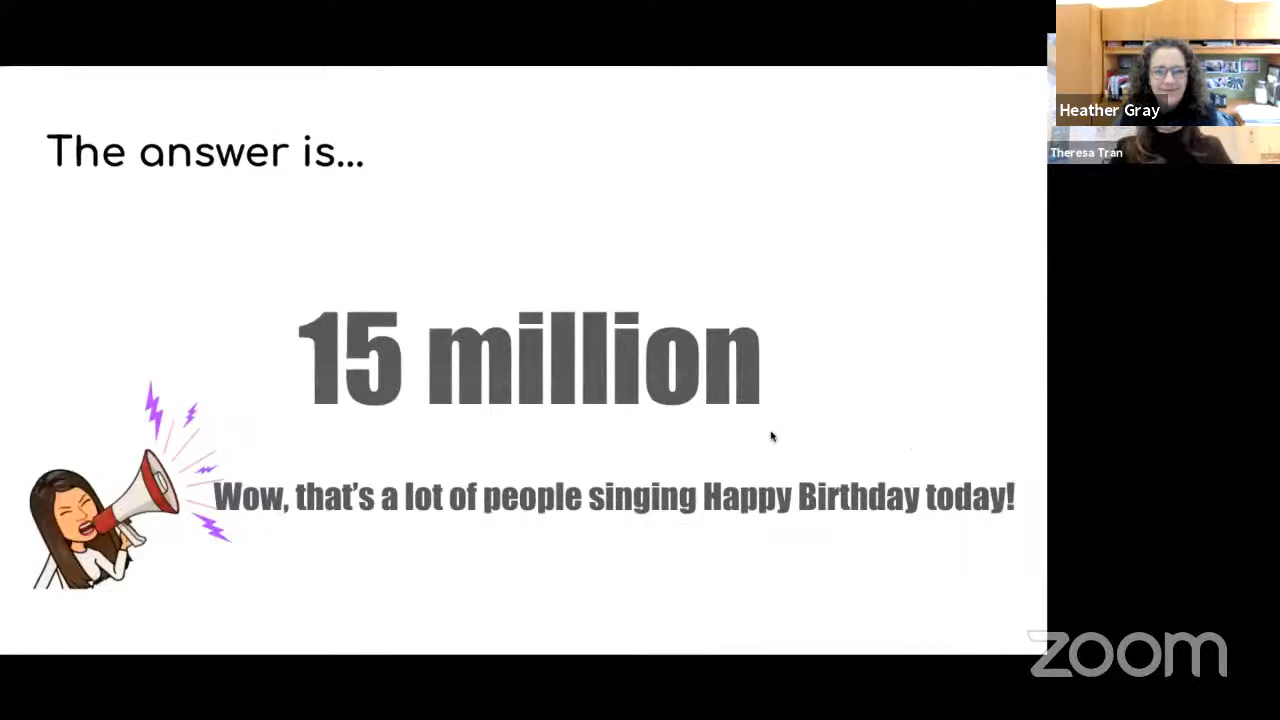 The answer is...
15 million
Wow, that's a lot of people singing Happy Birthday today!
Heather Gray
Theresa Tran
zoom